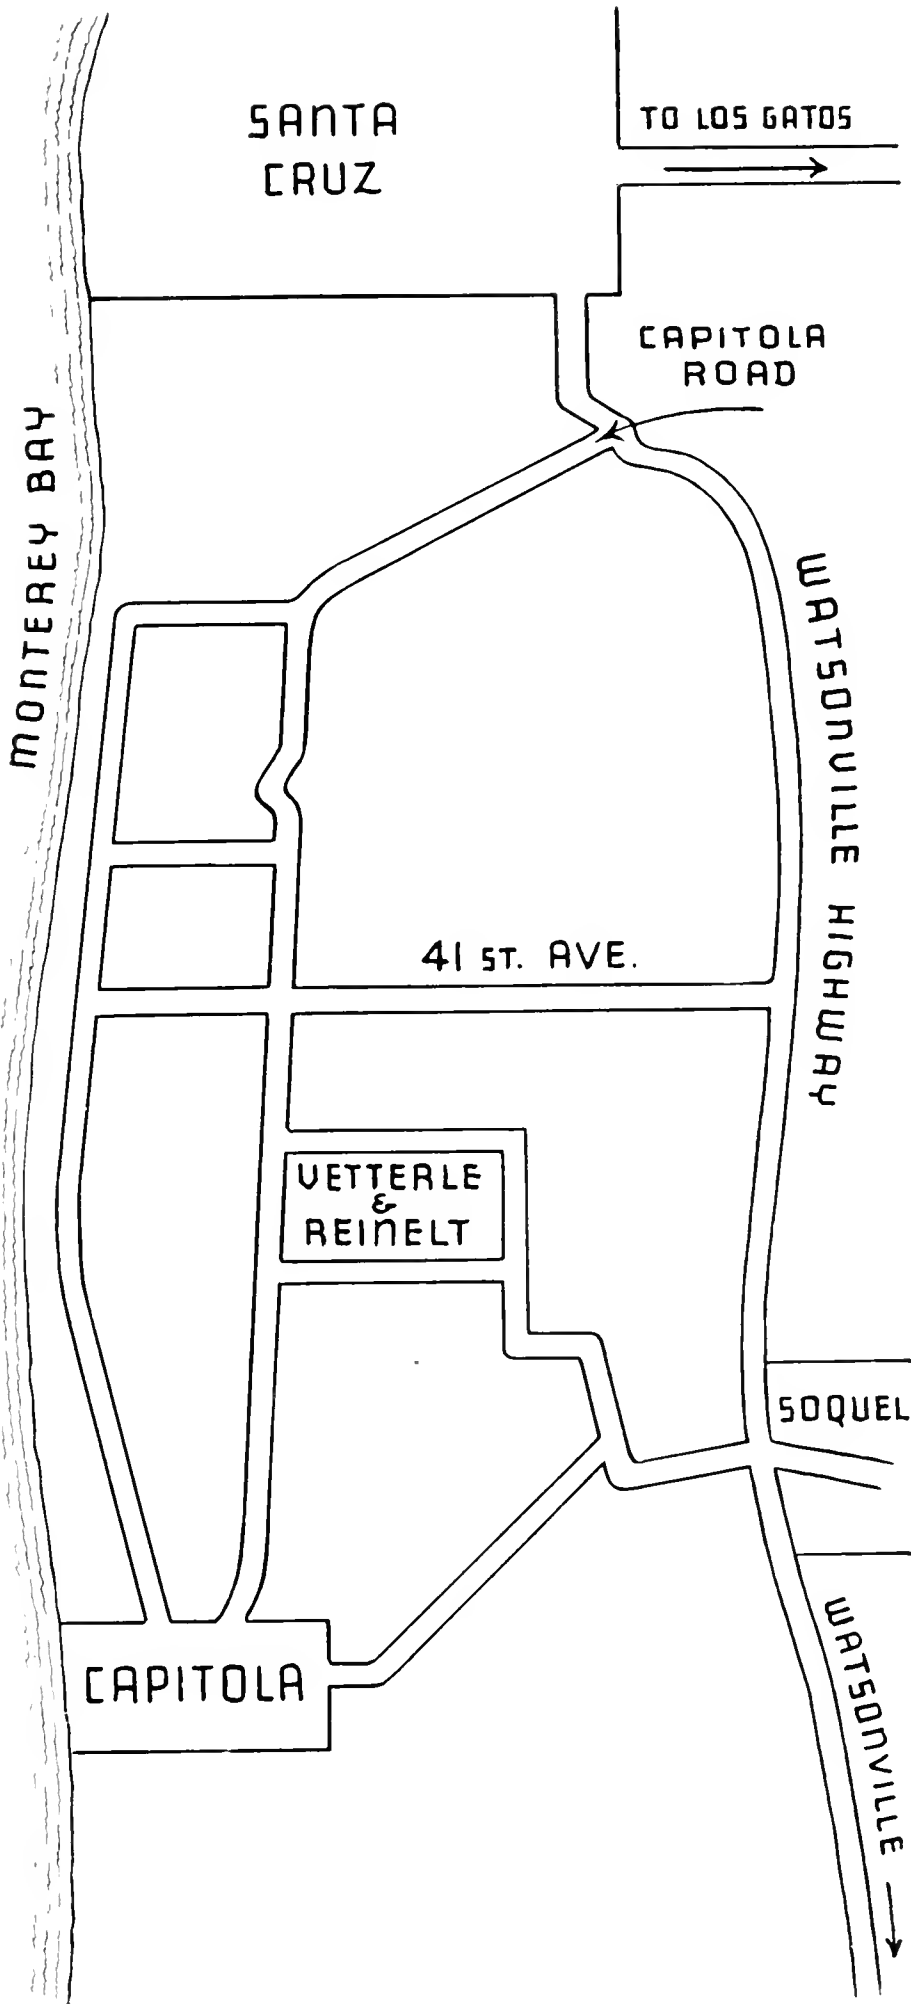 SANTA
CRUZ
TO LOS GATOS
CAPITOLA
ROAD
MONTEREY BAY
WATSONVILLE HIGHWAY
41 ST. AVE.
VETTERLE
&
REINELT
SOQUEL
CAPITOLA
WATSONVILLE